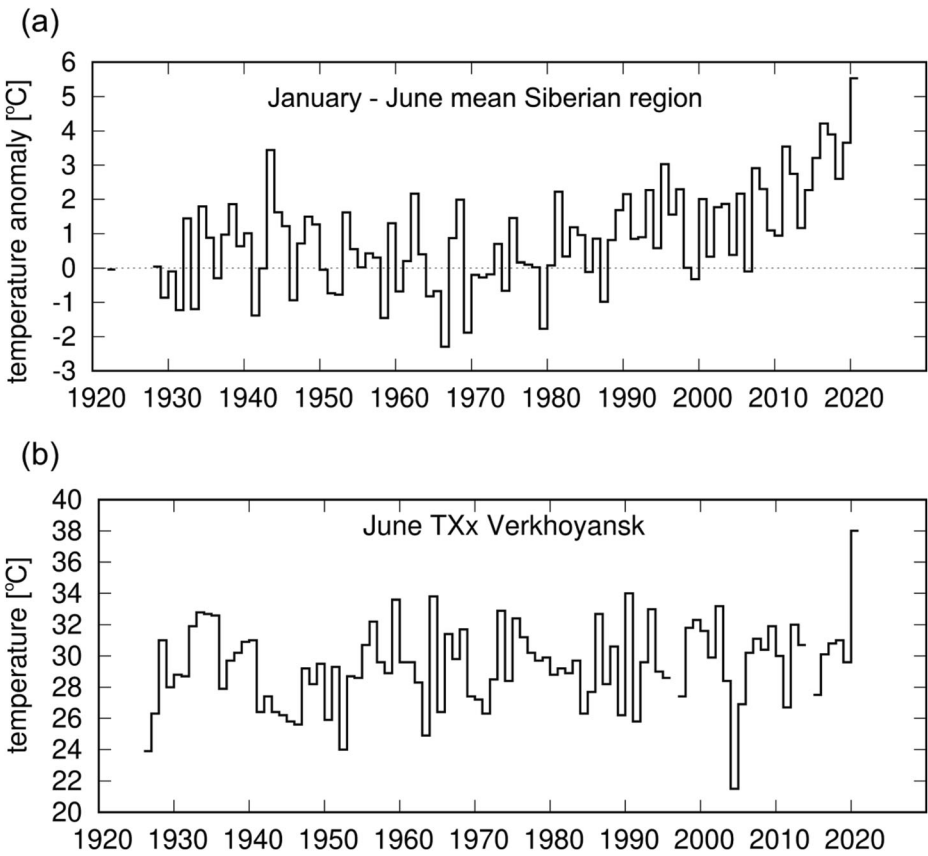 (a)
January - June mean Siberian region
temperature anomaly [°C]
6
5
4
3
2
1
0
-1
-2
-3
1920 1930 1940 1950 1960 1970 1980 1990 2000 2010 2020
(b)
June TXx Verkhoyansk
temperature [°C]
40
38
36
34
32
30
28
26
24
22
20
1920 1930 1940 1950 1960 1970 1980 1990 2000 2010 2020